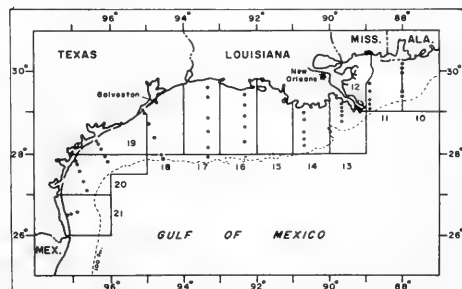 96° 94° 92° 90° 88°
TEXAS LOUISIANA MISS. ALA.
30° 30°
New Orleans
Galveston
12
11 10
19
28° 18 17 16 15 14 13 28°
20
21
26° GULF OF MEXICO 26°
MEX.
96° 94° 92° 90° 88°